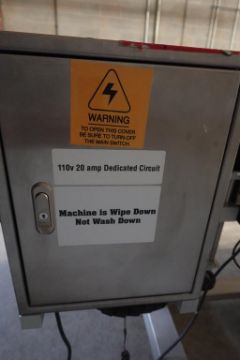 WARNING
TO OPEN THIS COVER
BE SURE TO TURN OFF
THE MAIN SWITCH
110v 20 amp Dedicated Circuit
Machine is Wipe Down
Not Wash Down